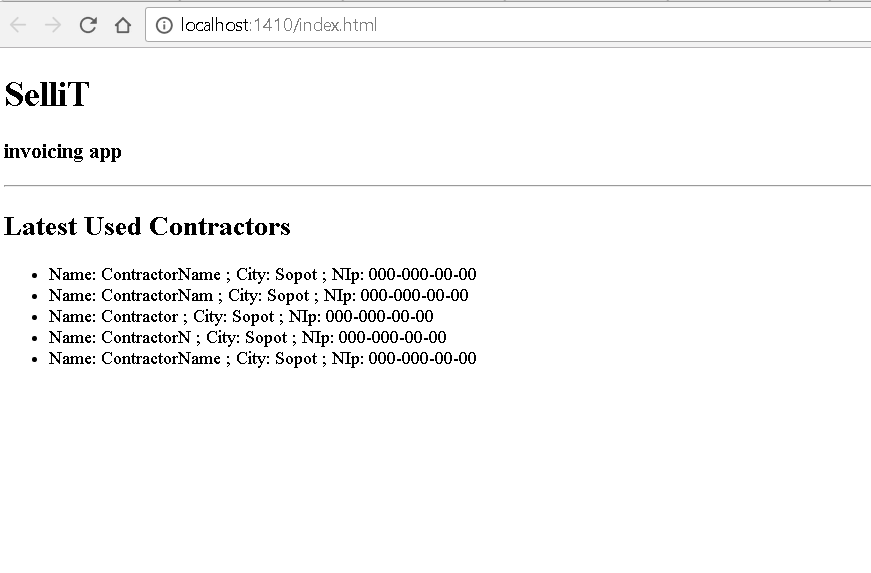 localhost:1410/index.html
SelliT
invoicing app
Latest Used Contractors
Name: ContractorName ; City: Sopot ; NIp: 000-000-00-00
Name: ContractorNam ; City: Sopot ; NIp: 000-000-00-00
Name: Contractor ; City: Sopot ; NIp: 000-000-00-00
Name: ContractorN ; City: Sopot ; NIp: 000-000-00-00
Name: ContractorName ; City: Sopot ; NIp: 000-000-00-00